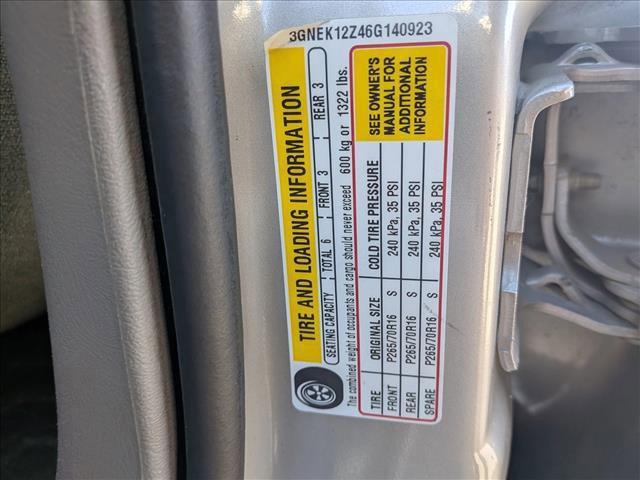 3GNEK12Z46G140923
TIRE AND LOADING INFORMATION
SEATING CAPACITY TOTAL 6 FRONT 3 REAR 3
The combined weight of occupants and cargo should never exceed 600 kg or 1322 lbs.
TIRE ORIGINAL SIZE COLD TIRE PRESSURE
FRONT P265/70R16 S 240 kPa, 35 PSI
REAR P265/70R16 S 240 kPa, 35 PSI
SPARE P265/70R16 S 240 kPa, 35 PSI
SEE OWNER'S
MANUAL FOR
ADDITIONAL
INFORMATION